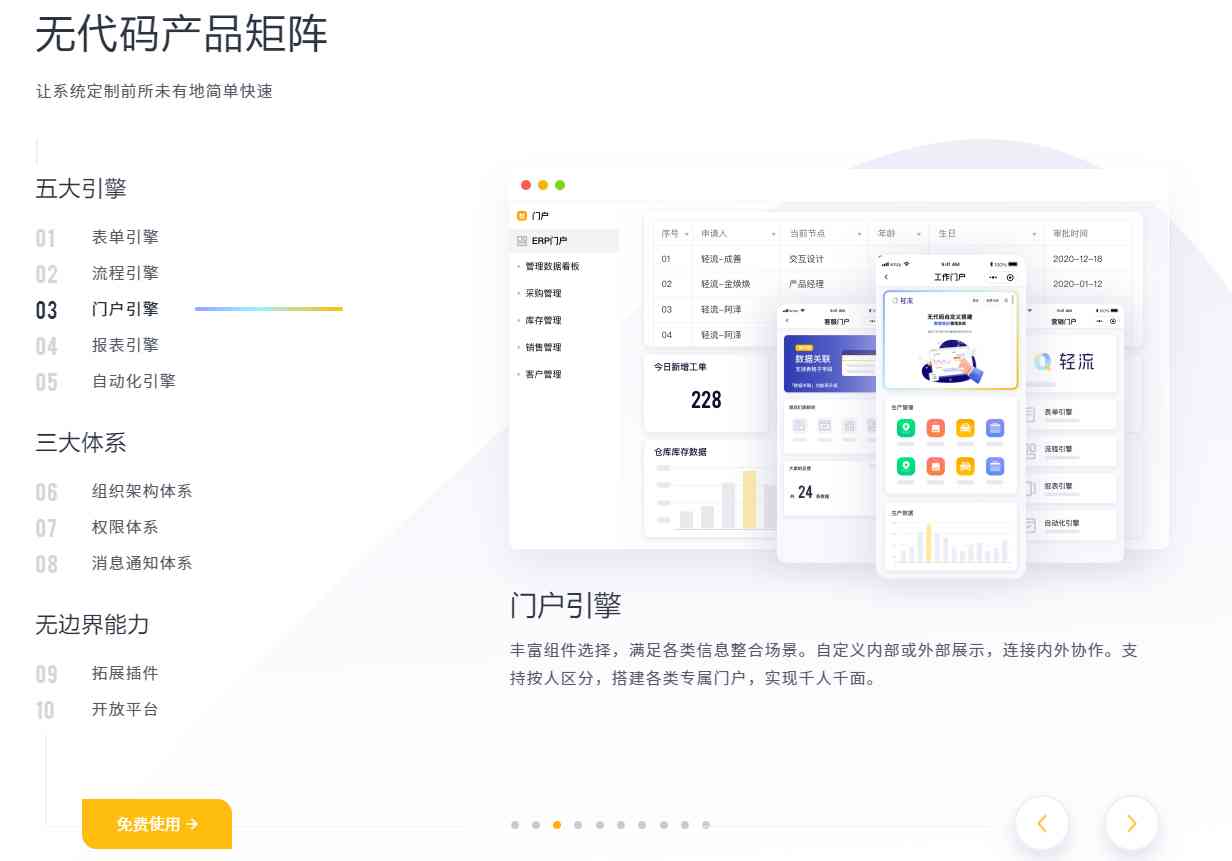 无代码产品矩阵
让系统定制前所未有地简单快速
五大引擎
01 表单引擎
02 流程引擎
03 门户引擎
04 报表引擎
05 自动化引擎
三大体系
06 组织架构体系
07 权限体系
08 消息通知体系
无边界能力
09 拓展插件
10 开放平台
免费使用
门户
ERP门户
管理数据看板
采购管理
库存管理
销售管理
客户管理
序号 申请人 当前节点 年龄 生日 审批时间
01 轻流-成善 交互设计 2020-12-18
02 轻流-金焕焕 产品经理 2020-01-12
03 轻流-阿泽
04 轻流-阿泽
今日新增工单
228
仓库库存数据
客服门户
数据关联
24
9:41 AM
工作门户
轻流
无代码自定义搭建
生产管理
生产数据
营销门户
轻流
表单引擎
流程引擎
报表引擎
自动化引擎
门户引擎
丰富组件选择，满足各类信息整合场景。自定义内部或外部展示，连接内外协作。支
持按人区分，搭建各类专属门户，实现千人千面。